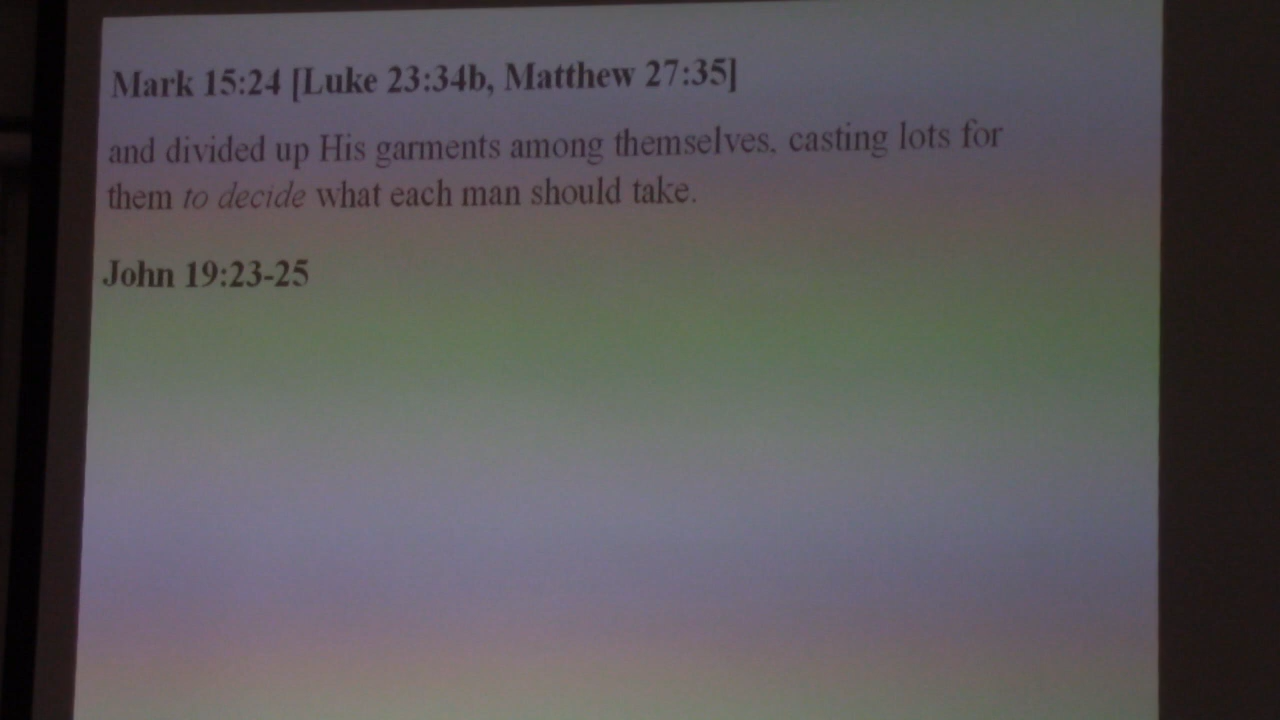 Mark 15:24 [Luke 23:34b, Matthew 27:35]
and divided up His garments among themselves. casting lots for
them to decide what each man should take.
John 19:23-25